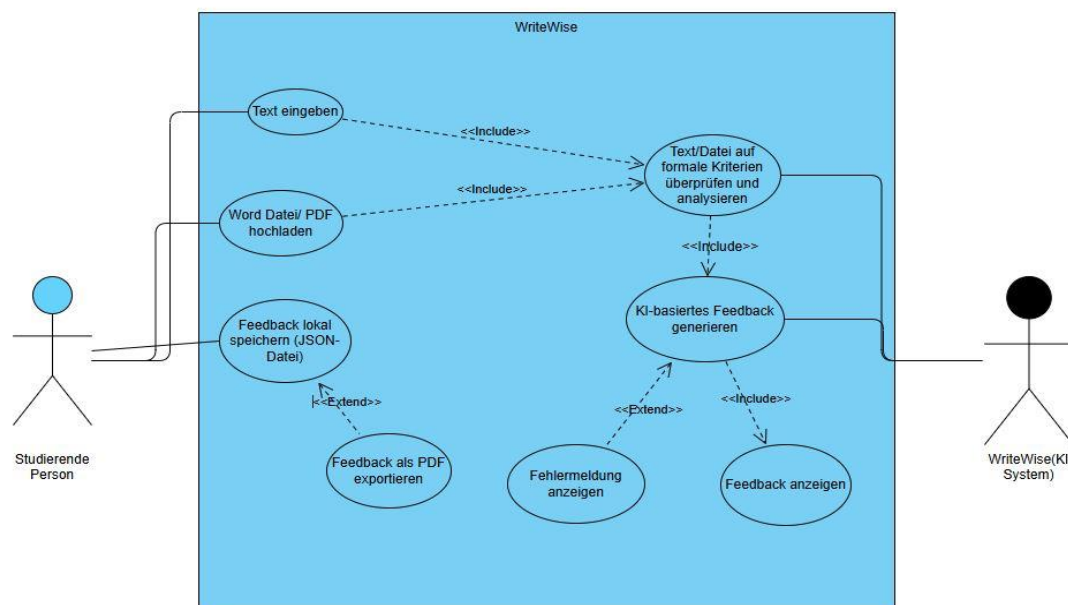 WriteWise
Text eingeben
<<Include>>
Text/Datei auf
formale Kriterien
überprüfen und
analysieren
Word Datei/ PDF
hochladen
<<Include>>
<<Include>>
Feedback lokal
speichern (JSON-
Datei)
KI-basiertes Feedback
generieren
<<Extend>>
<<Extend>>
<<Include>>
Studierende
Person
Feedback als PDF
exportieren
Fehlermeldung
anzeigen
Feedback anzeigen
WriteWise(KI
System)